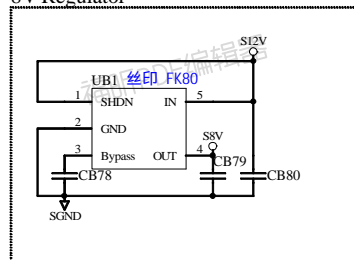 8V Regulator
S12V
UB1 丝印 FK80
1 SHDN IN 5
2 GND
S8V
3 Bypass OUT 4
CB79
CB78 CB80
SGND